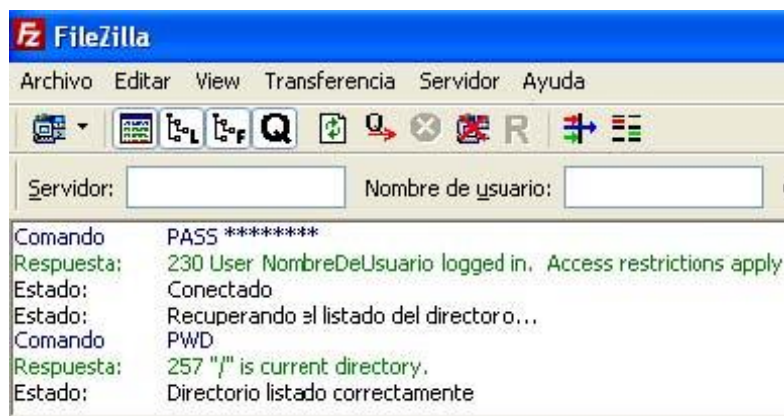 FileZilla
Archivo Editar View Transferencia Servidor Ayuda
L F Q Q R
Servidor: Nombre de usuario:
Comando PASS ********
Respuesta: 230 User NombreDeUsuario logged in. Access restrictions apply
Estado: Conectado
Estado: Recuperando el listado del directoro...
Comando PWD
Respuesta: 257 "/" is current directory.
Estado: Directorio listado correctamente